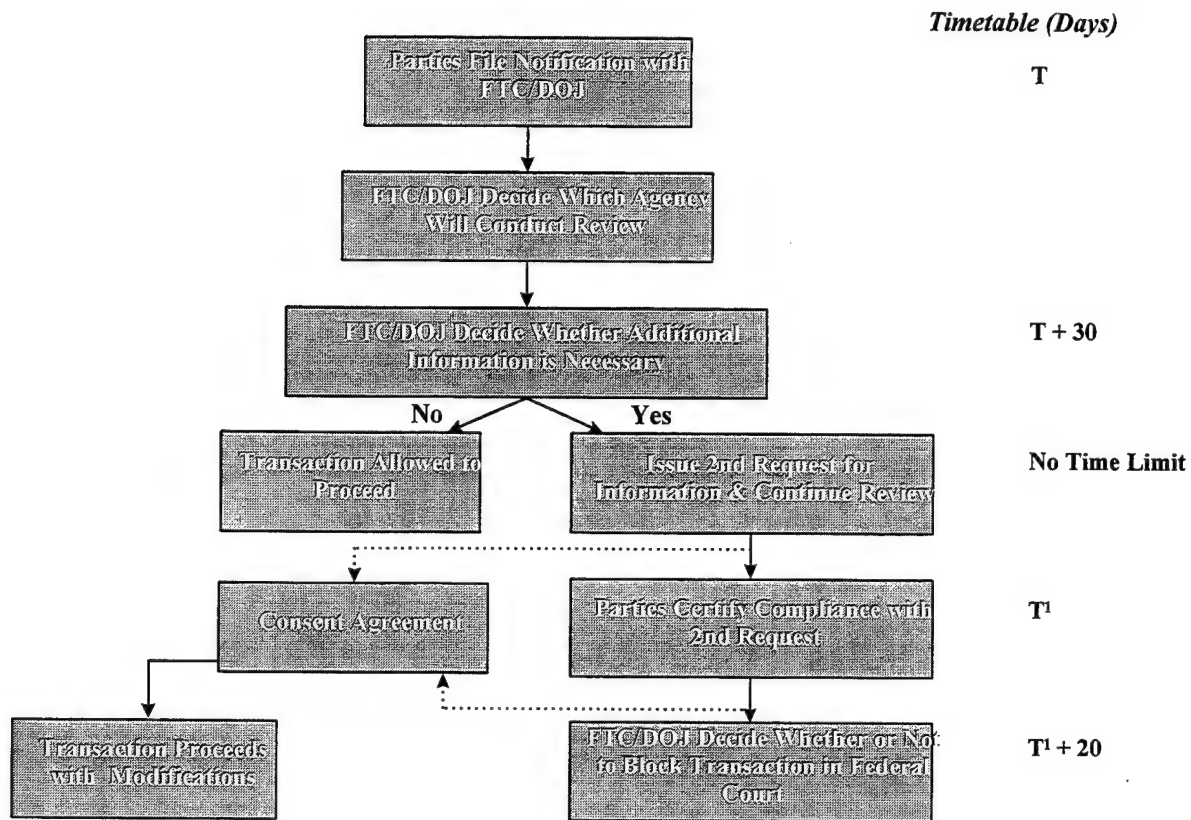 Timetable (Days)
Parties File Notification with
FTC/DOJ
T
FTC/DOJ Decide Which Agency
Will Conduct Review
FTC/DOJ Decide Whether Additional
Information is Necessary
T + 30
No
Yes
Transaction Allowed to
Proceed
Issue 2nd Request for
Information & Continue Review
No Time Limit
Consent Agreement
Parties Certify Compliance with
2nd Request
T¹
Transaction Proceeds
with Modifications
FTC/DOJ Decide Whether or Not
to Block Transaction in Federal
Court
T¹ + 20